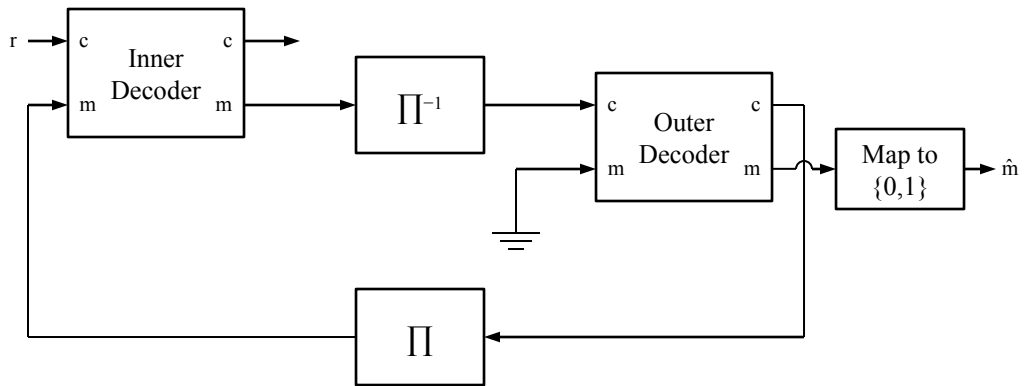 r
c
m
Inner
Decoder
c
m
∏⁻¹
c
m
Outer
Decoder
c
m
Map to
{0,1}
m̂
∏